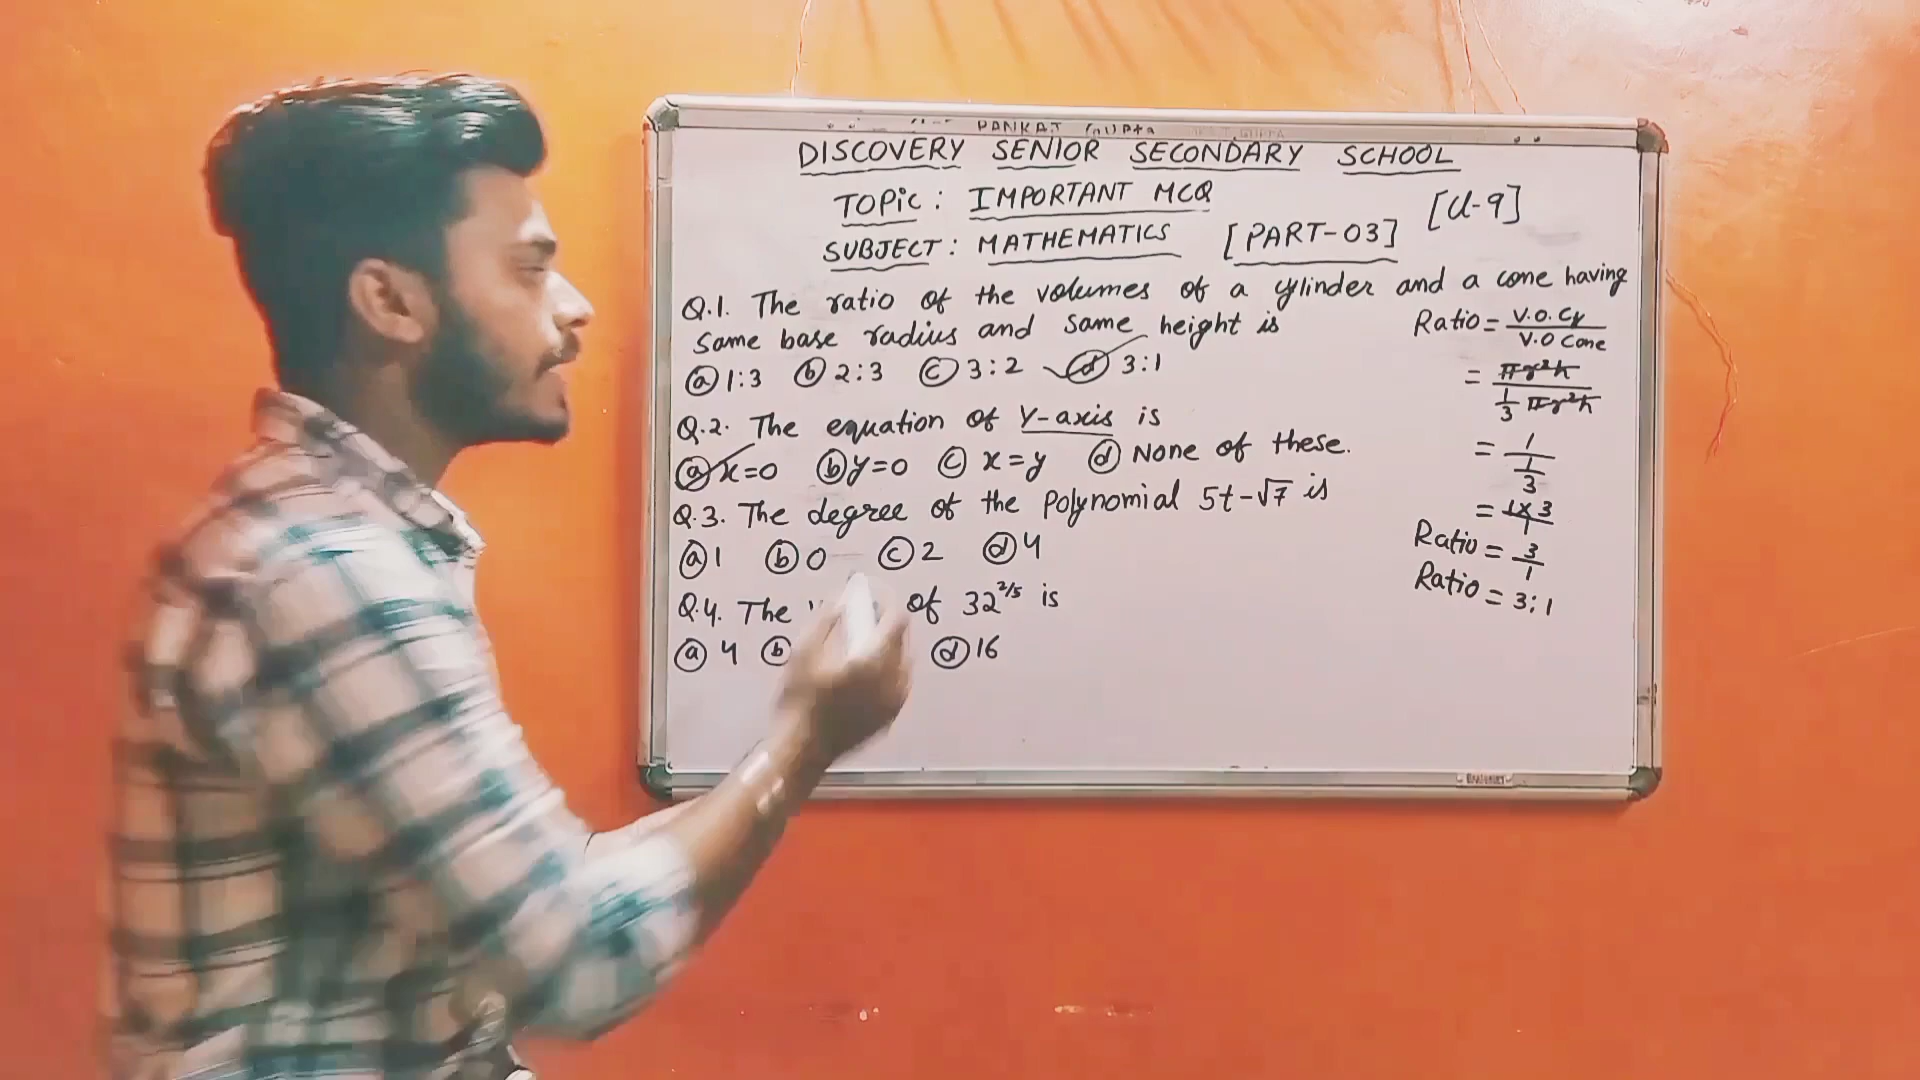 PANKAJ GUPTA
DISCOVERY SENIOR SECONDARY SCHOOL
TOPIC : IMPORTANT MCQ
[U-9]
SUBJECT : MATHEMATICS [PART-03]
Q.1. The ratio of the volumes of a cylinder and a cone having
same base radius and same height is
ⓐ 1:3 ⓑ 2:3 ⓒ 3:2 ⓓ 3:1
Q.2. The equation of Y-axis is
ⓐ x=0 ⓑ y=0 ⓒ x=y ⓓ None of these.
Q.3. The degree of the polynomial 5t-√7 is
ⓐ 1 ⓑ 0 ⓒ 2 ⓓ 4
Q.4. The of 32^2/5 is
ⓐ 4 ⓑ ⓓ 16
Ratio = V.O.Cy / V.O Cone
= πr²h / 1/3 πr²h
= 1 / 1/3
= 1×3 / 1
Ratio = 3/1
Ratio = 3:1